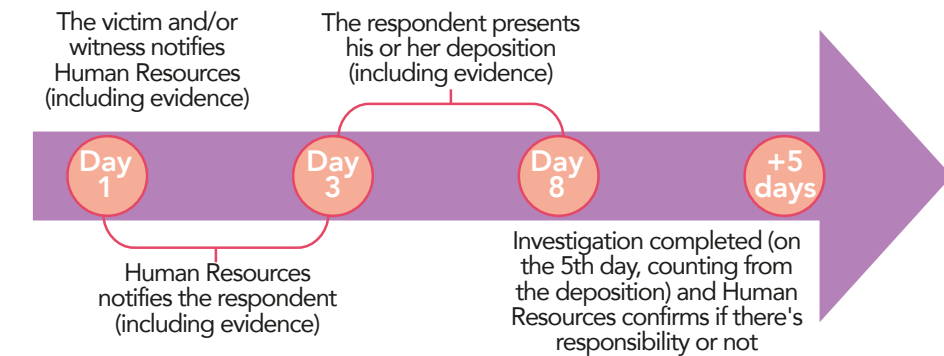 The victim and/or
witness notifies
Human Resources
(including evidence)
The respondent presents
his or her deposition
(including evidence)
Day
1
Day
3
Day
8
+5
days
Human Resources
notifies the respondent
(including evidence)
Investigation completed (on
the 5th day, counting from
the deposition) and Human
Resources confirms if there's
responsibility or not